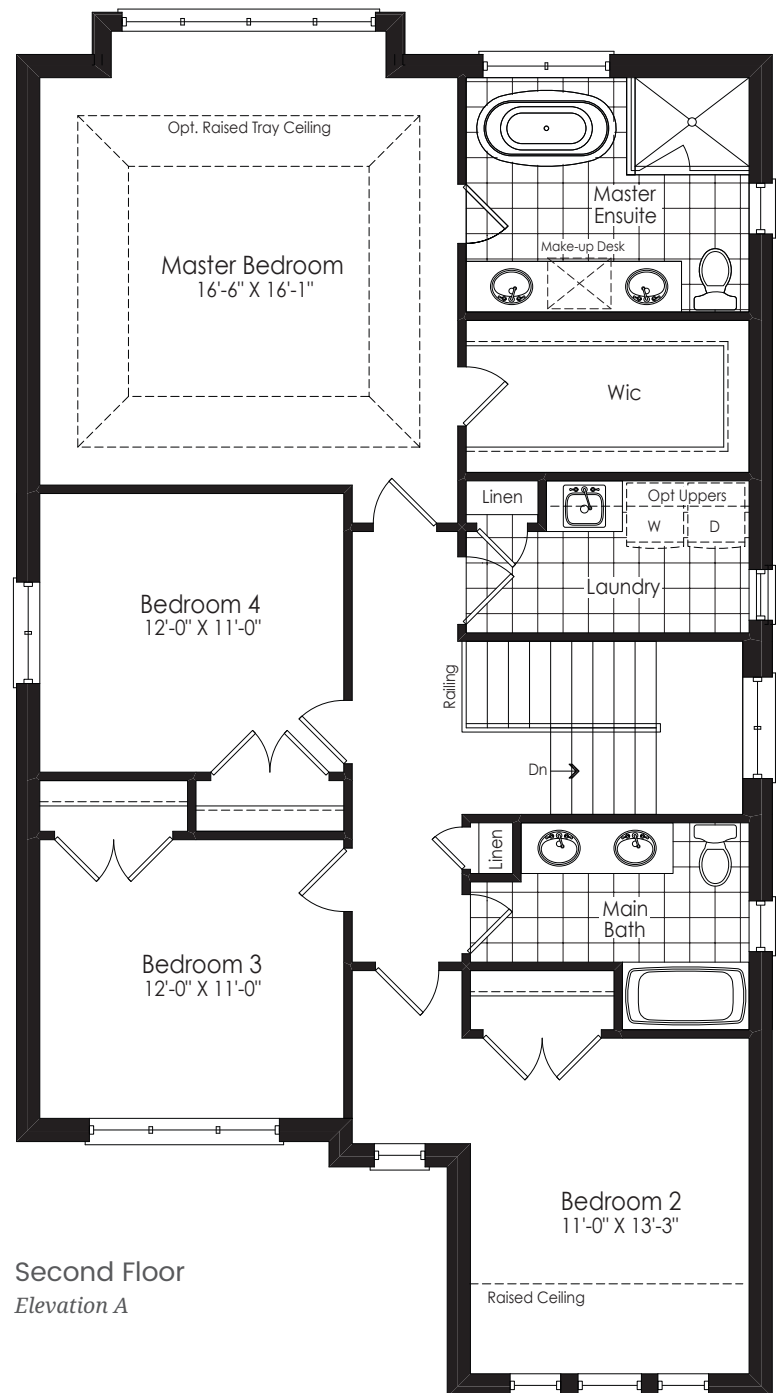 Opt. Raised Tray Ceiling
Master Bedroom
16'-6" X 16'-1"
Master
Ensuite
Make-up Desk
Wic
Linen
Opt Uppers
W
D
Laundry
Bedroom 4
12'-0" X 11'-0"
Railing
Dn
Linen
Main
Bath
Bedroom 3
12'-0" X 11'-0"
Bedroom 2
11'-0" X 13'-3"
Raised Ceiling
Second Floor
Elevation A